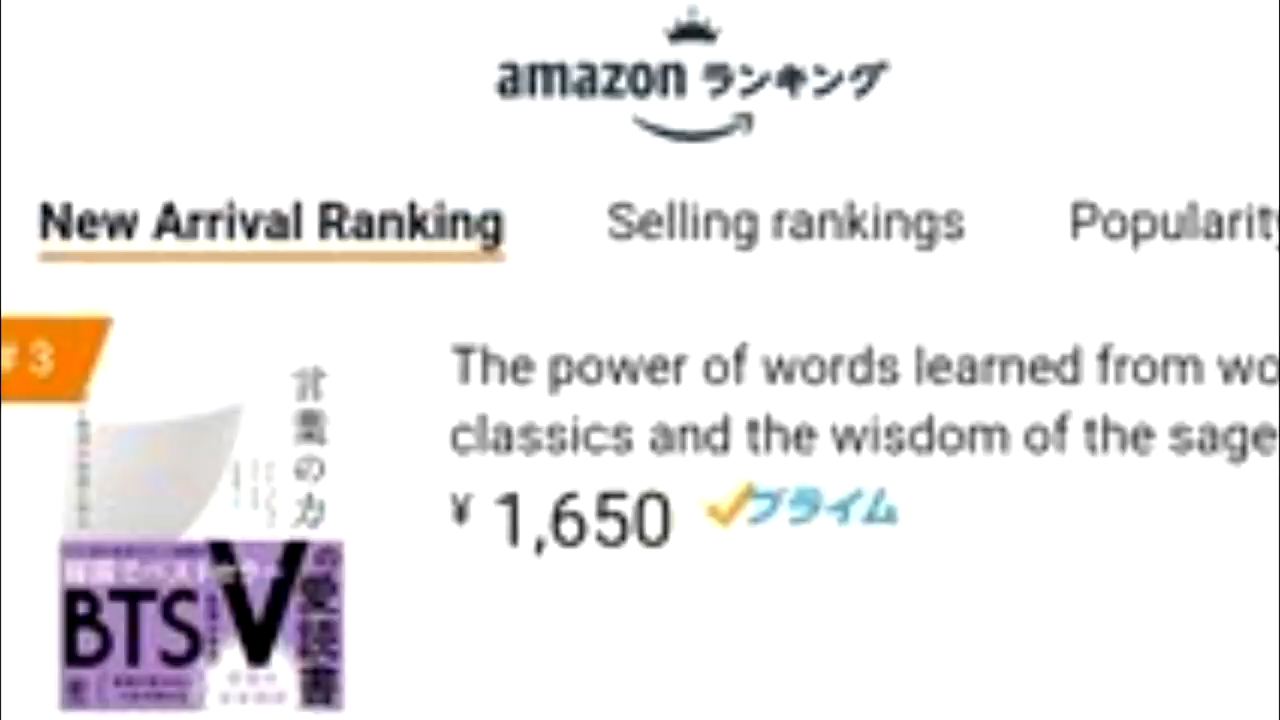 amazon ランキング
New Arrival Ranking
Selling rankings
Popularity
# 3
The power of words learned from wo
classics and the wisdom of the sage
¥ 1,650 プライム
言葉の力
BTS V の愛読書